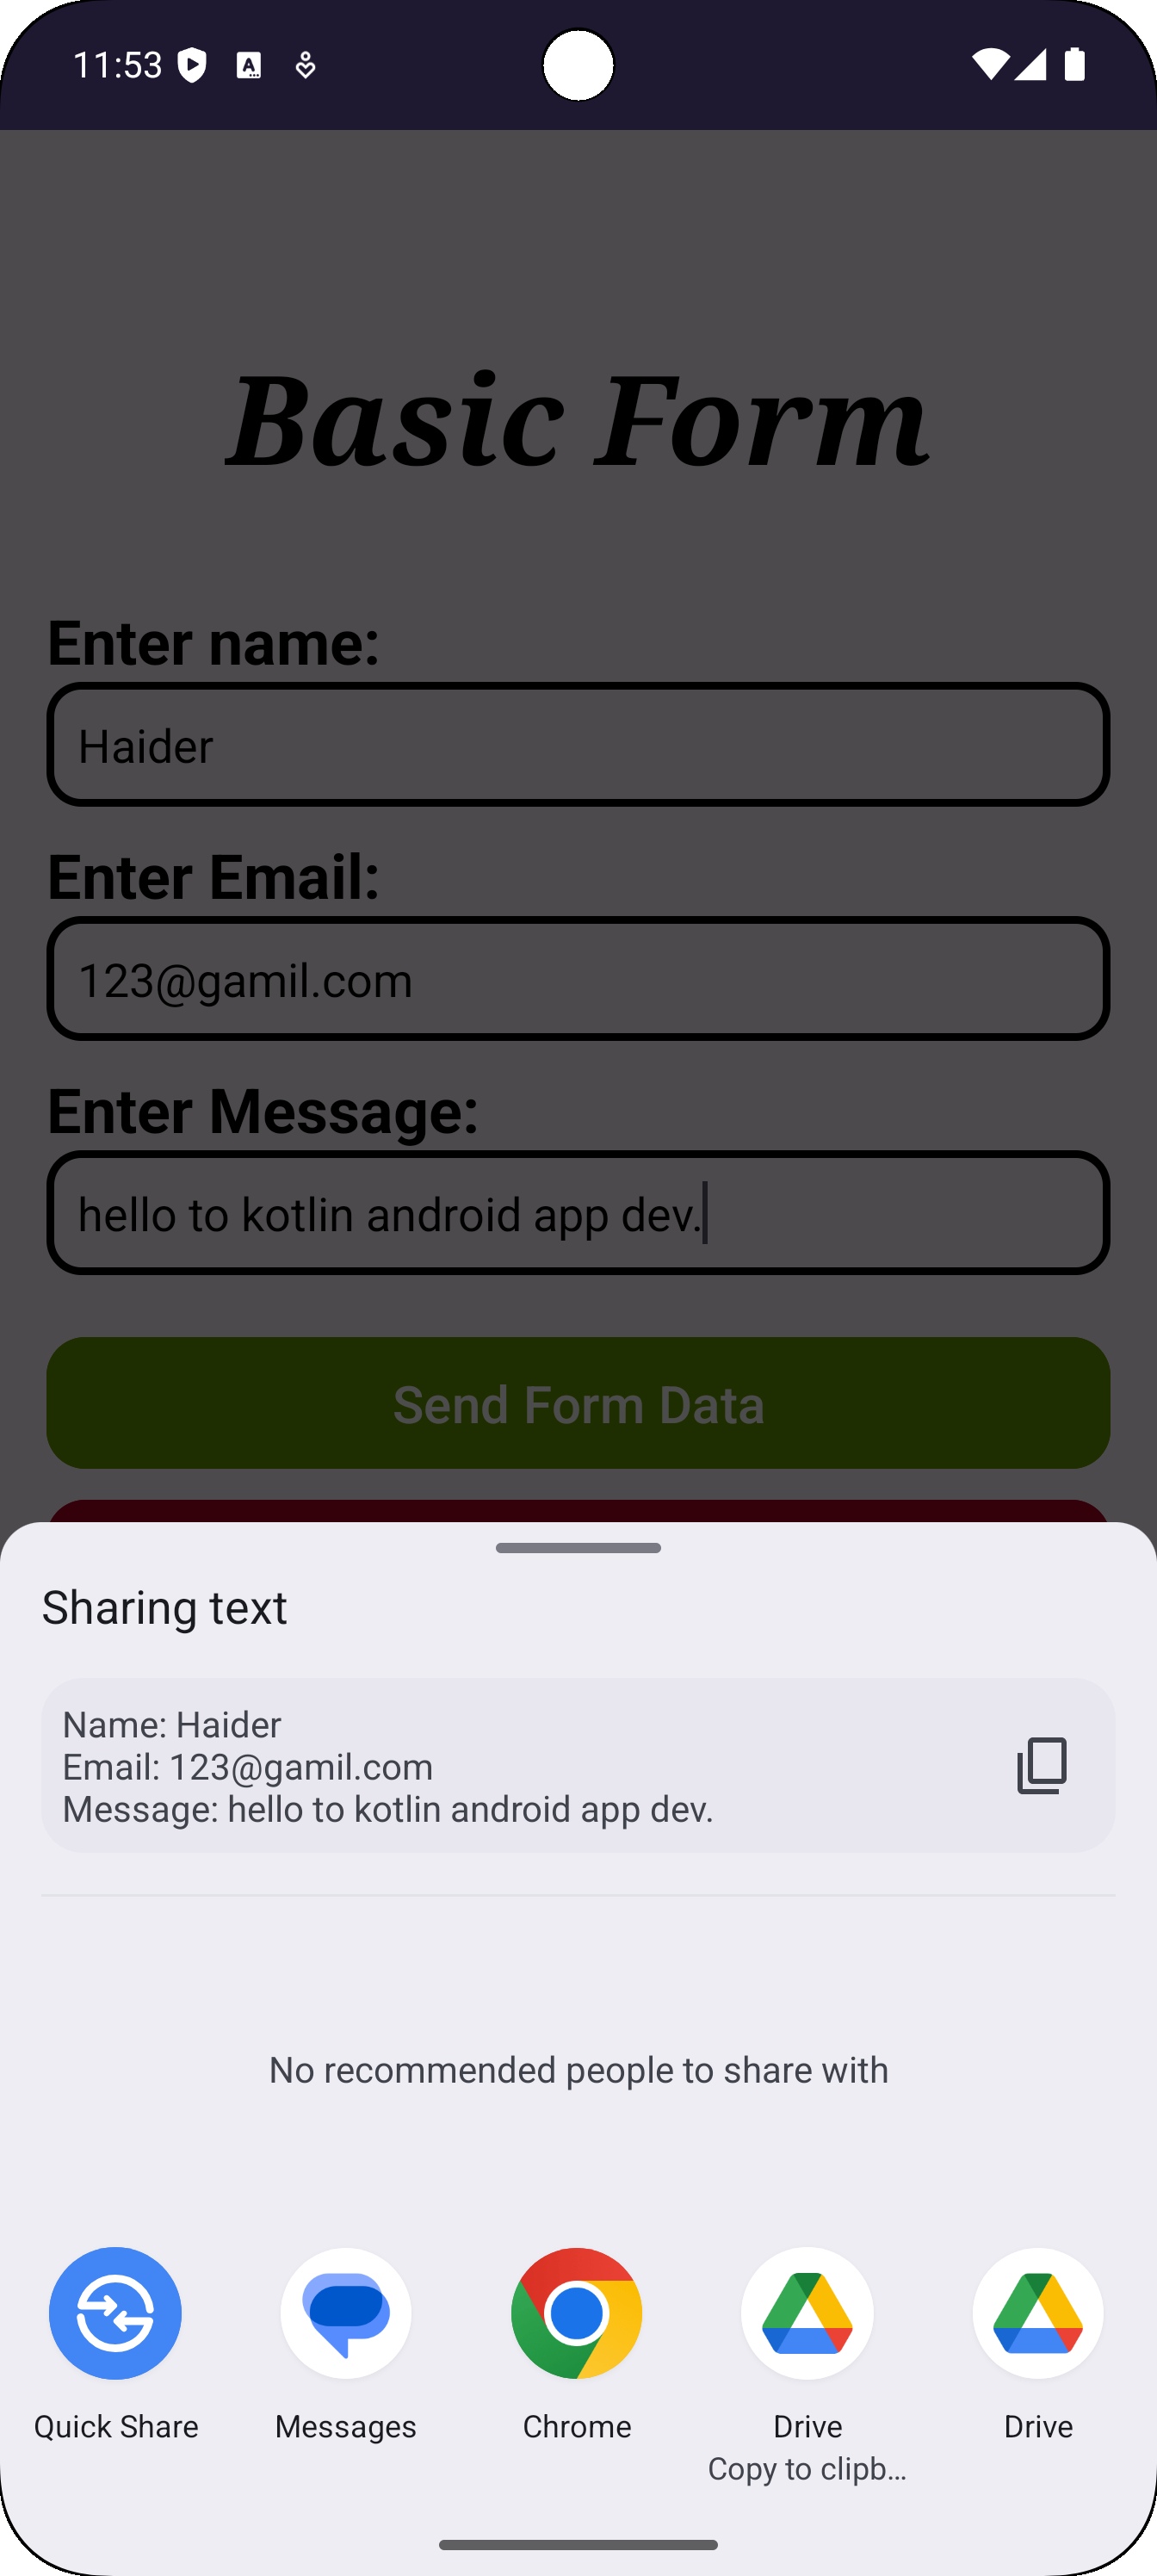 11:53
Basic Form
Enter name:
Haider
Enter Email:
123@gamil.com
Enter Message:
hello to kotlin android app dev.
Send Form Data
Sharing text
Name: Haider
Email: 123@gamil.com
Message: hello to kotlin android app dev.
No recommended people to share with
Quick Share
Messages
Chrome
Drive
Copy to clipb...
Drive